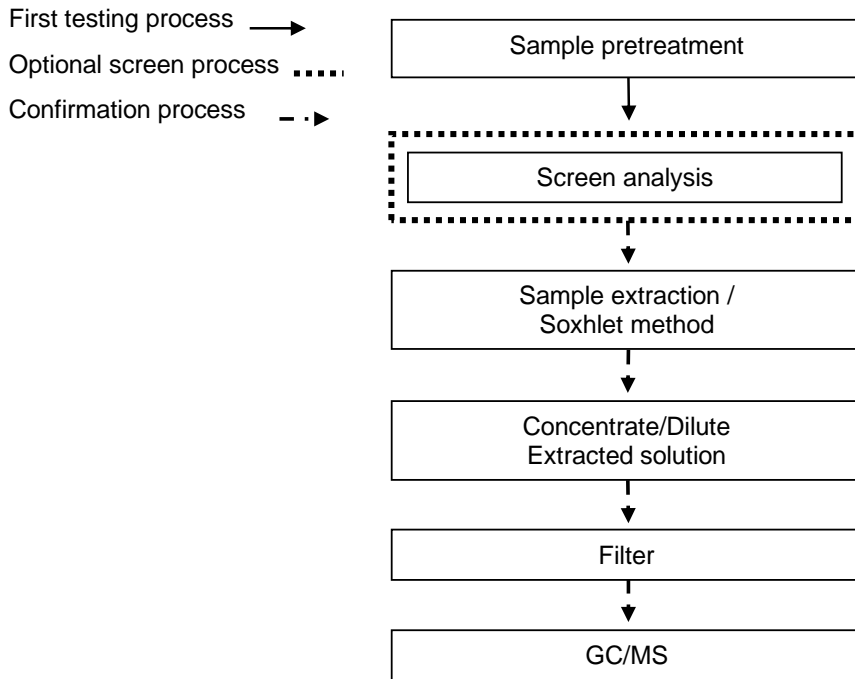 First testing process
Optional screen process
Confirmation process
Sample pretreatment
Screen analysis
Sample extraction /
Soxhlet method
Concentrate/Dilute
Extracted solution
Filter
GC/MS